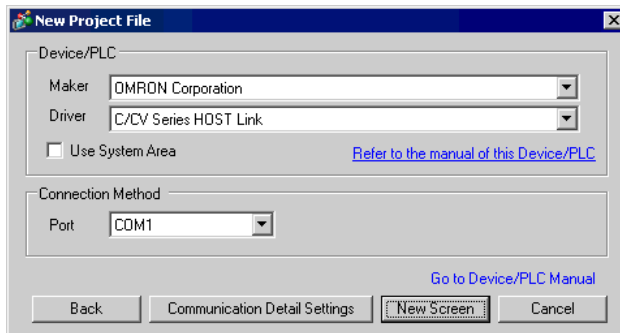 New Project File
Device/PLC
Maker OMRON Corporation
Driver C/CV Series HOST Link
Use System Area Refer to the manual of this Device/PLC
Connection Method
Port COM1
Go to Device/PLC Manual
Back Communication Detail Settings New Screen Cancel